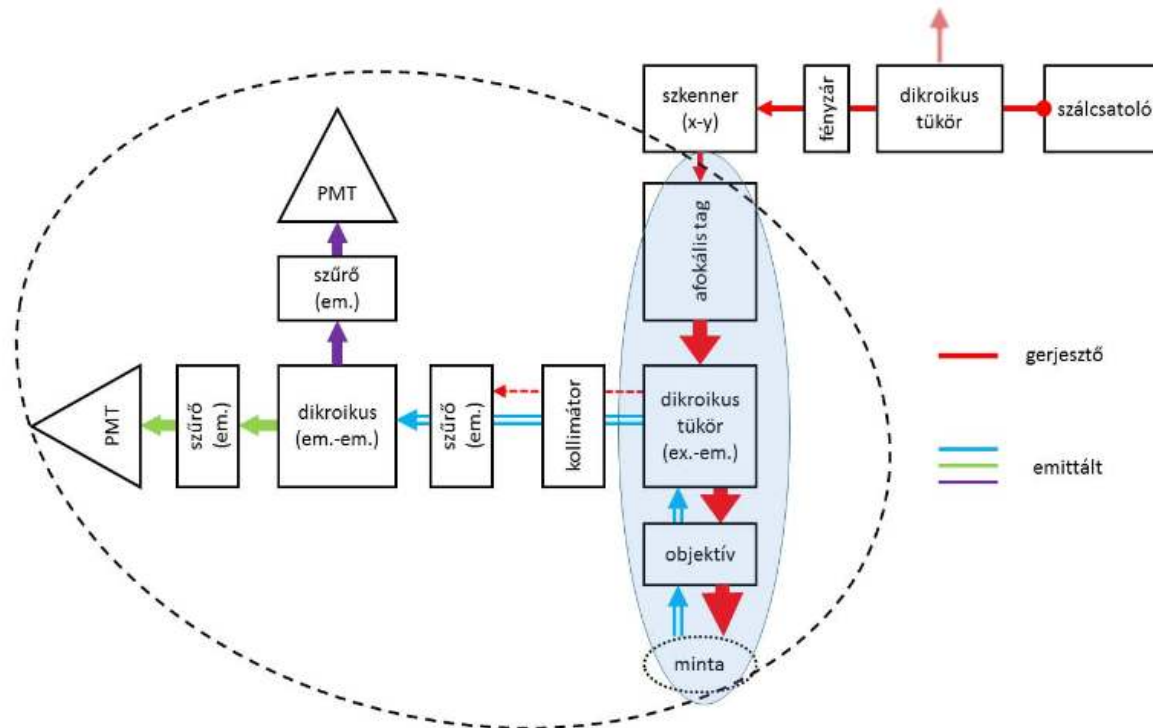 szkenner
(x-y)
fényzár
dikroikus
tükör
szálcsatoló
PMT
afokális tag
szűrő
(em.)
gerjesztő
PMT
szűrő
(em.)
dikroikus
(em.-em.)
szűrő
(em.)
kollimátor
dikroikus
tükör
(ex.-em.)
emittált
objektív
minta